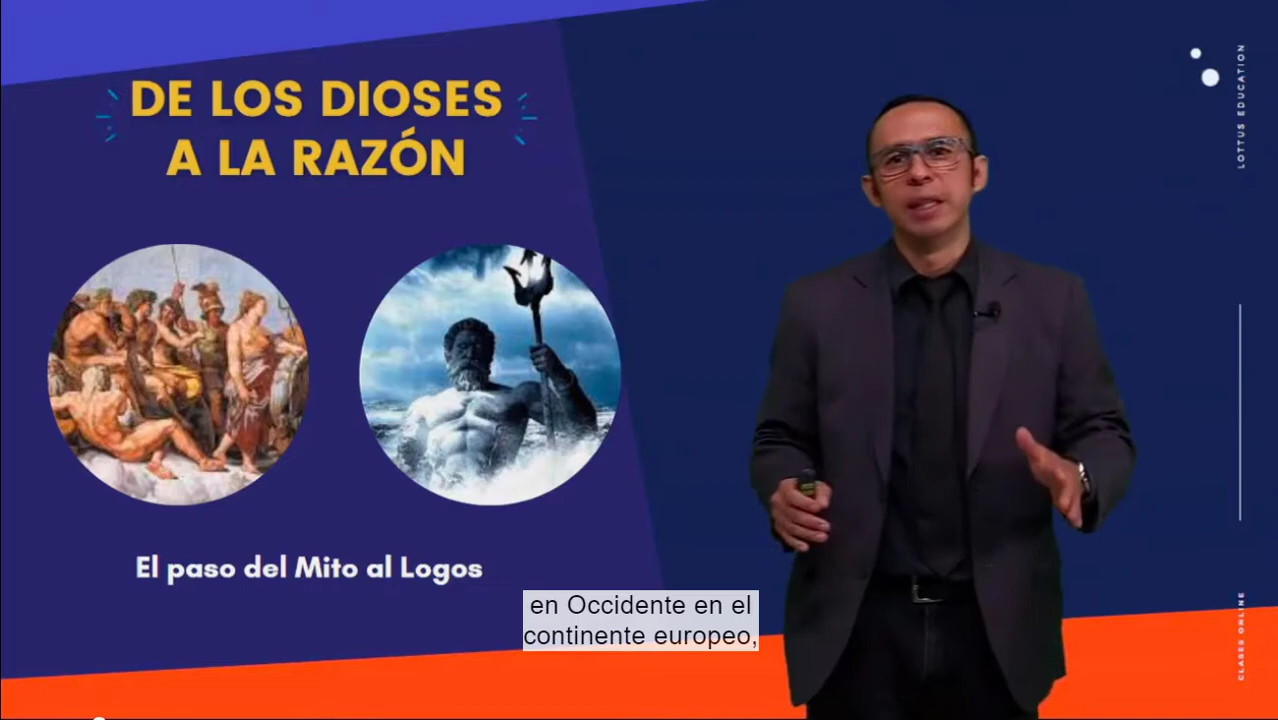 DE LOS DIOSES
A LA RAZÓN
El paso del Mito al Logos
en Occidente en el
continente europeo,
LOTTUS EDUCATION
CLASES ONLINE